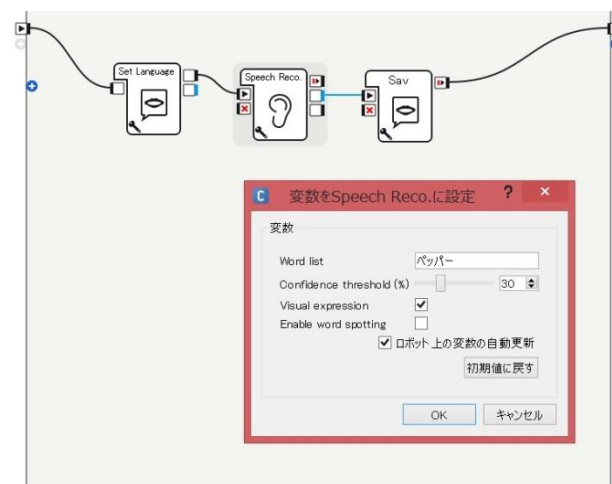 Set Language
Speech Reco.
Say
C 変数をSpeech Reco.に設定 ? ×
変数
Word list ペッパー
Confidence threshold (%) 30
Visual expression
Enable word spotting
ロボット上の変数の自動更新
初期値に戻す
OK キャンセル